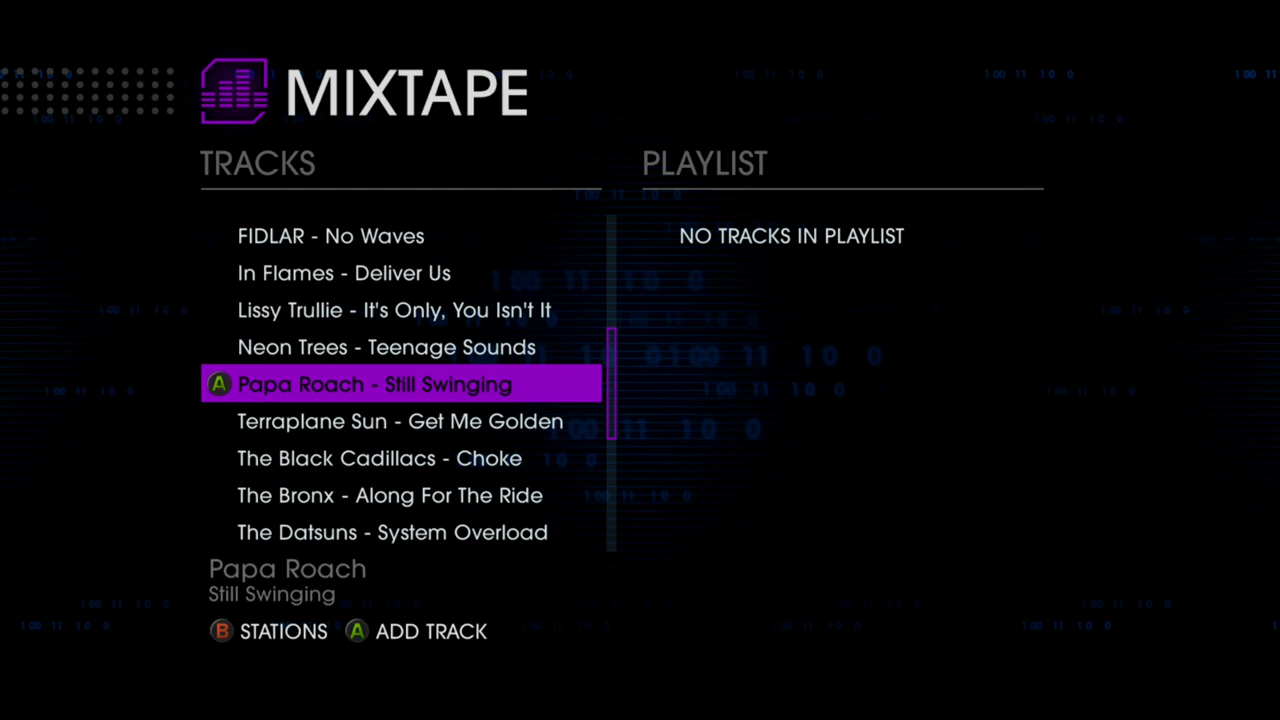 MIXTAPE
TRACKS
FIDLAR - No Waves
In Flames - Deliver Us
Lissy Trullie - It's Only, You Isn't It
Neon Trees - Teenage Sounds
A Papa Roach - Still Swinging
Terraplane Sun - Get Me Golden
The Black Cadillacs - Choke
The Bronx - Along For The Ride
The Datsuns - System Overload
Papa Roach
Still Swinging
B STATIONS A ADD TRACK
PLAYLIST
NO TRACKS IN PLAYLIST